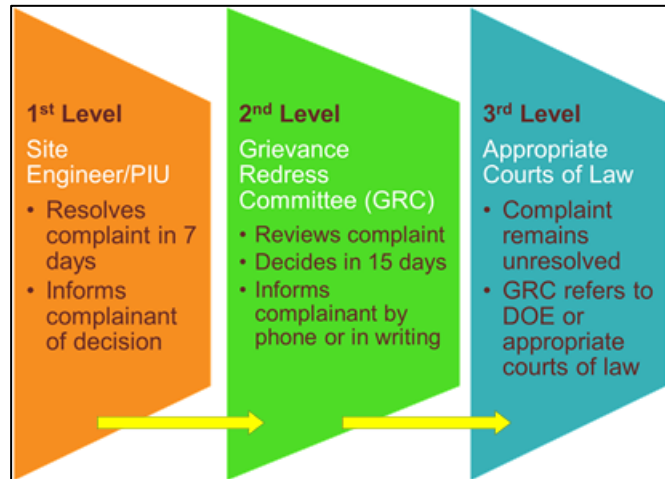 1st Level
Site
Engineer/PIU
• Resolves
complaint in 7
days
• Informs
complainant
of decision
2nd Level
Grievance
Redress
Committee (GRC)
• Reviews complaint
• Decides in 15 days
• Informs
complainant by
phone or in writing
3rd Level
Appropriate
Courts of Law
• Complaint
remains
unresolved
• GRC refers to
DOE or
appropriate
courts of law